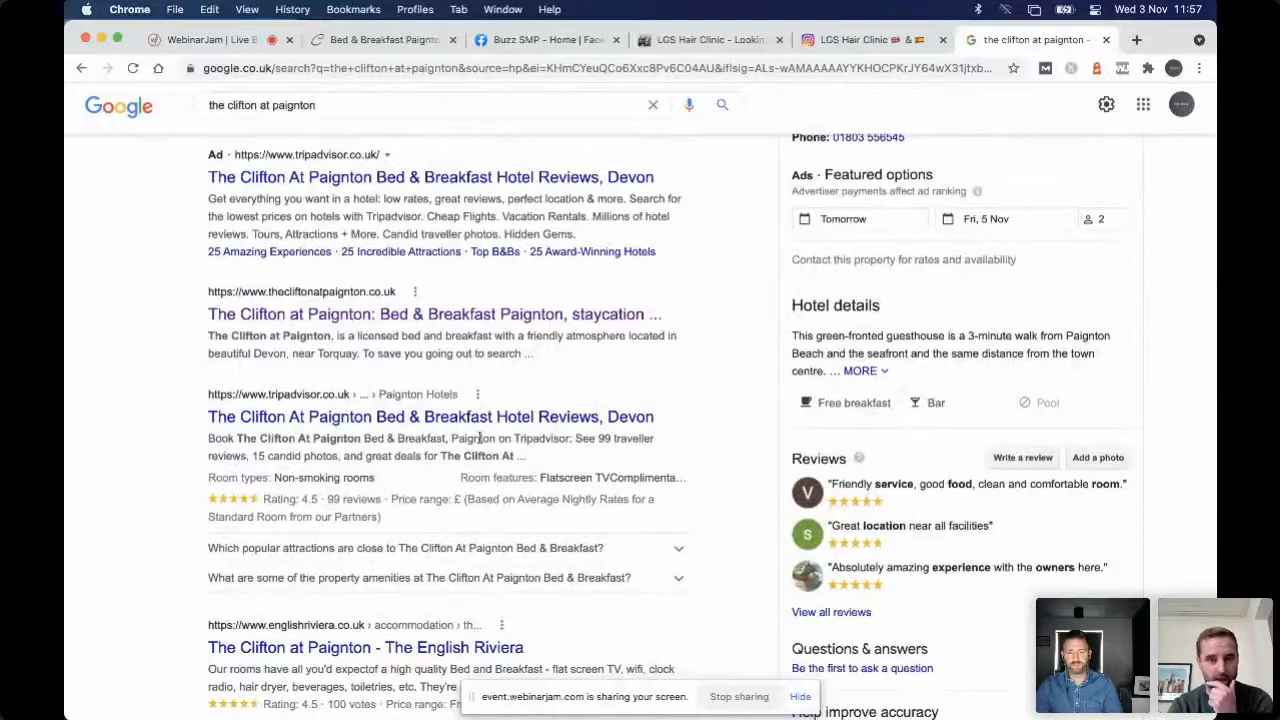 Chrome File Edit View History Bookmarks Profiles Tab Window Help Wed 3 Nov 11:57
WebinarJam | Live B Bed & Breakfast Paignto Buzz SMP - Home | Fac LGS Hair Clinic - Lookin LGS Hair Clinic the clifton at paignton -
google.co.uk/search?q=the+clifton+at+paignton&source=hp&ei=KHmCYeuQCo6Xxc8Pv6C04AU&iflsig=ALs-wAMAAAAAYYKHOCPKrJY64wX31jtxb...
Google
the clifton at paignton
Ad · https://www.tripadvisor.co.uk/
The Clifton At Paignton Bed & Breakfast Hotel Reviews, Devon
Get everything you want in a hotel: low rates, great reviews, perfect location & more. Search for
the lowest prices on hotels with Tripadvisor. Cheap Flights. Vacation Rentals. Millions of hotel
reviews. Tours, Attractions + More. Candid traveller photos. Hidden Gems.
25 Amazing Experiences · 25 Incredible Attractions · Top B&Bs · 25 Award-Winning Hotels
https://www.thecliftonatpaignton.co.uk
The Clifton at Paignton: Bed & Breakfast Paignton, staycation ...
The Clifton at Paignton, is a licensed bed and breakfast with a friendly atmosphere located in
beautiful Devon, near Torquay. To save you going out to search ...
https://www.tripadvisor.co.uk › ... › Paignton Hotels
The Clifton At Paignton Bed & Breakfast Hotel Reviews, Devon
Book The Clifton At Paignton Bed & Breakfast, Paignton on Tripadvisor: See 99 traveller
reviews, 15 candid photos, and great deals for The Clifton At ...
Room types: Non-smoking rooms Room features: Flatscreen TVComplimenta...
Rating: 4.5 · 99 reviews · Price range: £ (Based on Average Nightly Rates for a
Standard Room from our Partners)
Which popular attractions are close to The Clifton At Paignton Bed & Breakfast?
What are some of the property amenities at The Clifton At Paignton Bed & Breakfast?
https://www.englishriviera.co.uk › accommodation › th...
The Clifton at Paignton - The English Riviera
Our rooms have all you'd expect of a high quality Bed and Breakfast - flat screen TV, wifi, clock
radio, hair dryer, beverages, toiletries, etc. They're
Rating: 4.5 · 100 votes · Price range: Fr
Phone: 01803 556545
Ads · Featured options
Advertiser payments affect ad ranking
Tomorrow Fri, 5 Nov 2
Contact this property for rates and availability
Hotel details
This green-fronted guesthouse is a 3-minute walk from Paignton
Beach and the seafront and the same distance from the town
centre. ... MORE
Free breakfast Bar Pool
Reviews Write a review Add a photo
V "Friendly service, good food, clean and comfortable room."
S "Great location near all facilities"
"Absolutely amazing experience with the owners here."
View all reviews
Questions & answers
Be the first to ask a question
Help improve accuracy
event.webinarjam.com is sharing your screen. Stop sharing Hide